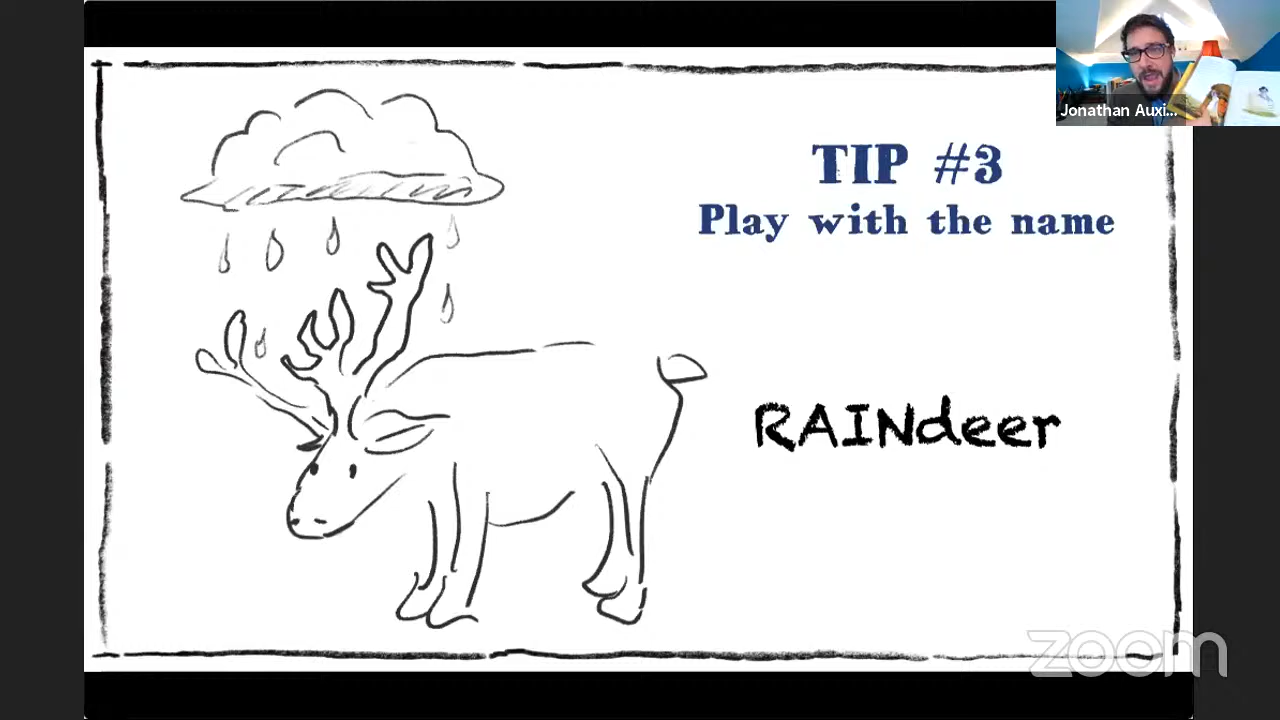 Jonathan Auxi...
TIP #3
Play with the name
RAINdeer
zoom